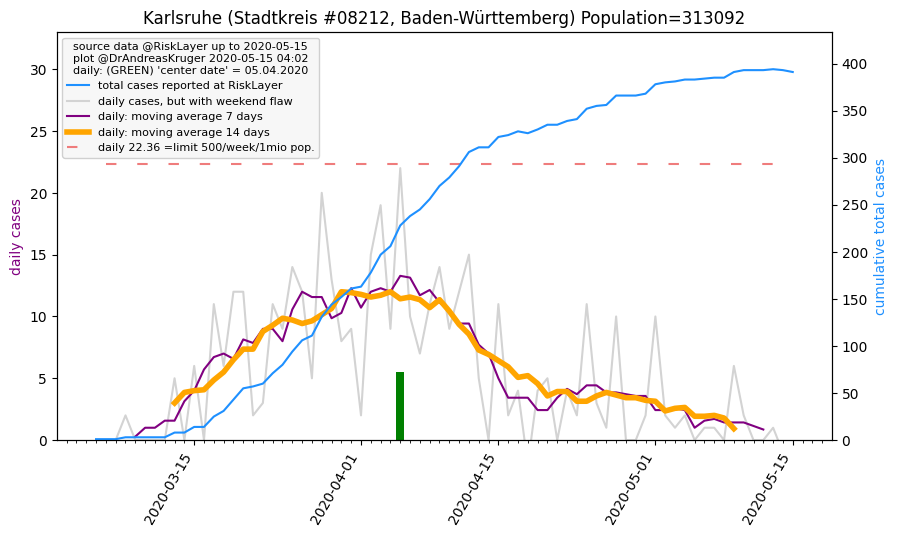 Karlsruhe (Stadtkreis #08212, Baden-Württemberg) Population=313092
source data @RiskLayer up to 2020-05-15
plot @DrAndreasKruger 2020-05-15 04:02
daily: (GREEN) 'center date' = 05.04.2020
total cases reported at RiskLayer
daily cases, but with weekend flaw
daily: moving average 7 days
daily: moving average 14 days
daily 22.36 =limit 500/week/1mio pop.
daily cases
30
25
20
15
10
5
0
cumulative total cases
400
350
300
250
200
150
100
50
0
2020-03-15
2020-04-01
2020-04-15
2020-05-01
2020-05-15